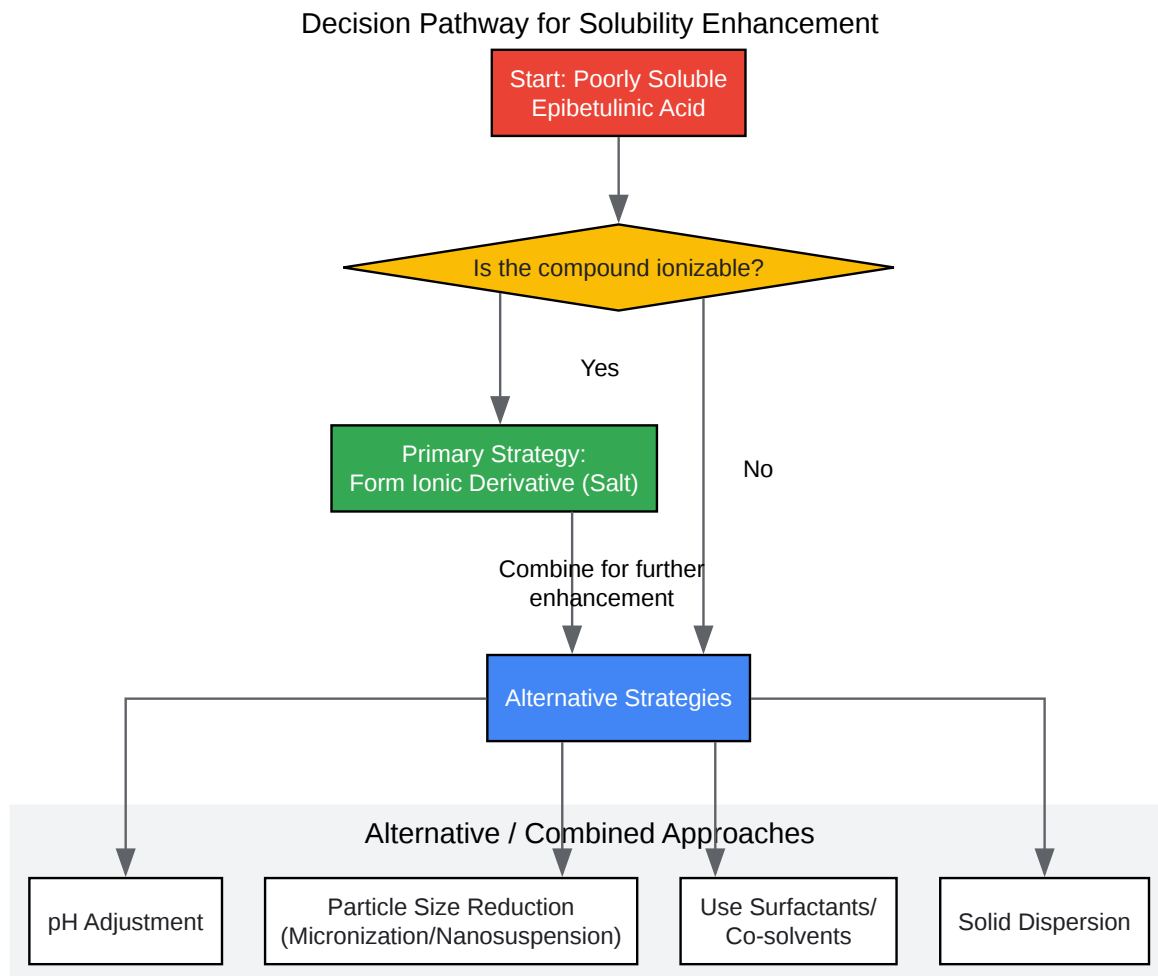 Decision Pathway for Solubility Enhancement
Start: Poorly Soluble
Epibetulinic Acid
Is the compound ionizable?
Yes
Primary Strategy:
Form Ionic Derivative (Salt)
No
Combine for further
enhancement
Alternative Strategies
Alternative / Combined Approaches
pH Adjustment
Particle Size Reduction
(Micronization/Nanosuspension)
Use Surfactants/
Co-solvents
Solid Dispersion